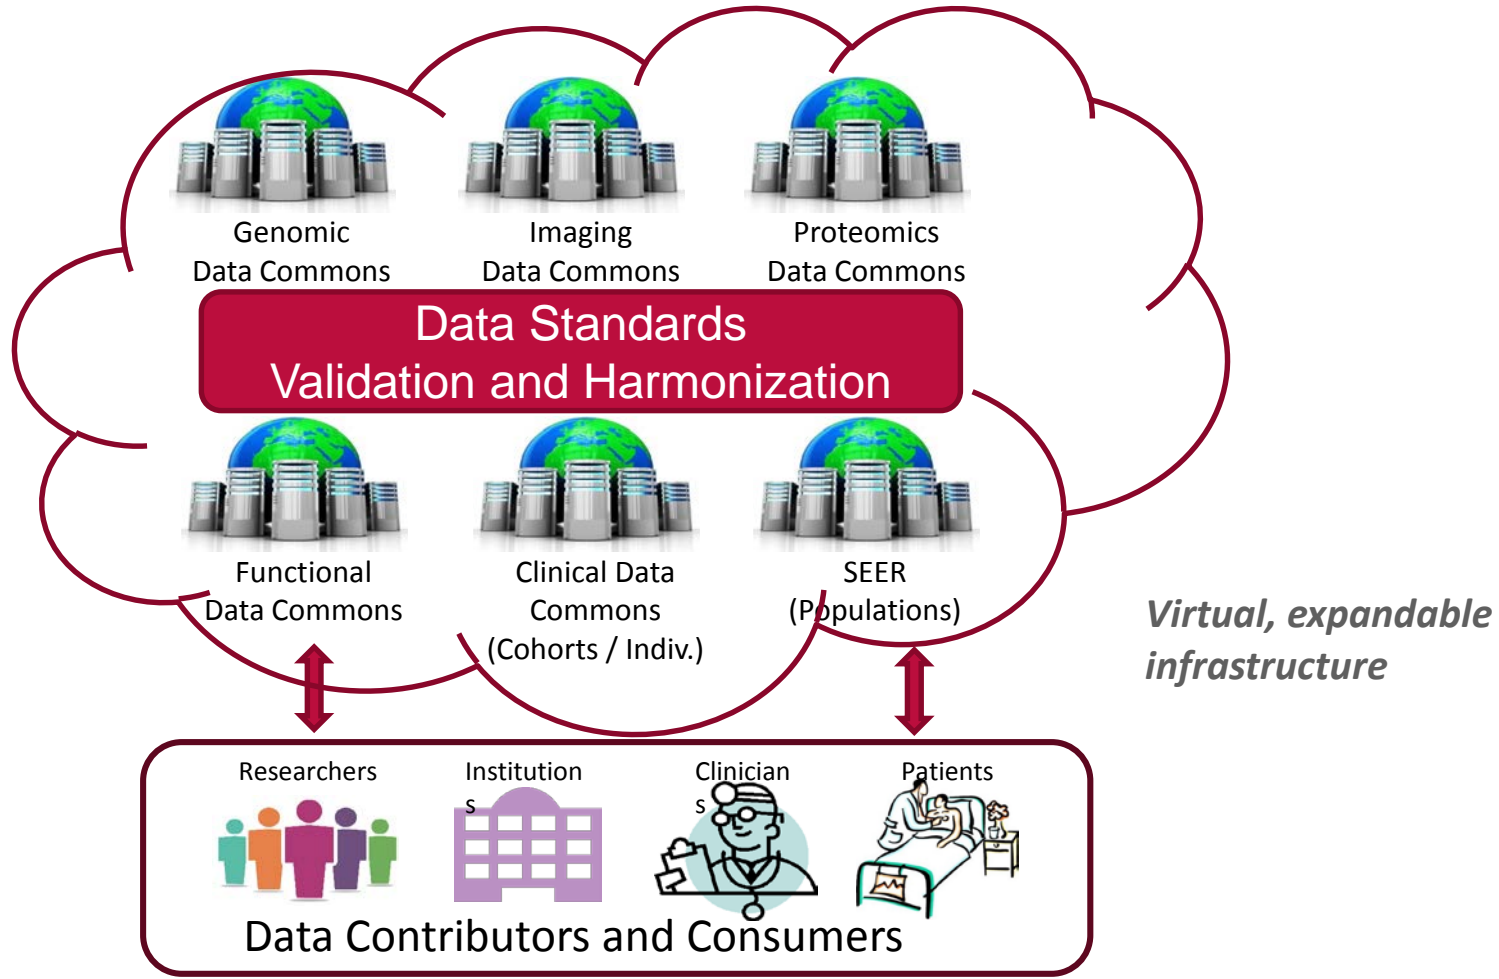 Genomic
Data Commons
Imaging
Data Commons
Proteomics
Data Commons
Data Standards
Validation and Harmonization
Functional
Data Commons
Clinical Data
Commons
(Cohorts / Indiv.)
SEER
(Populations)
Virtual, expandable
infrastructure
Researchers
Institution
s
Clinician
s
Patients
Data Contributors and Consumers